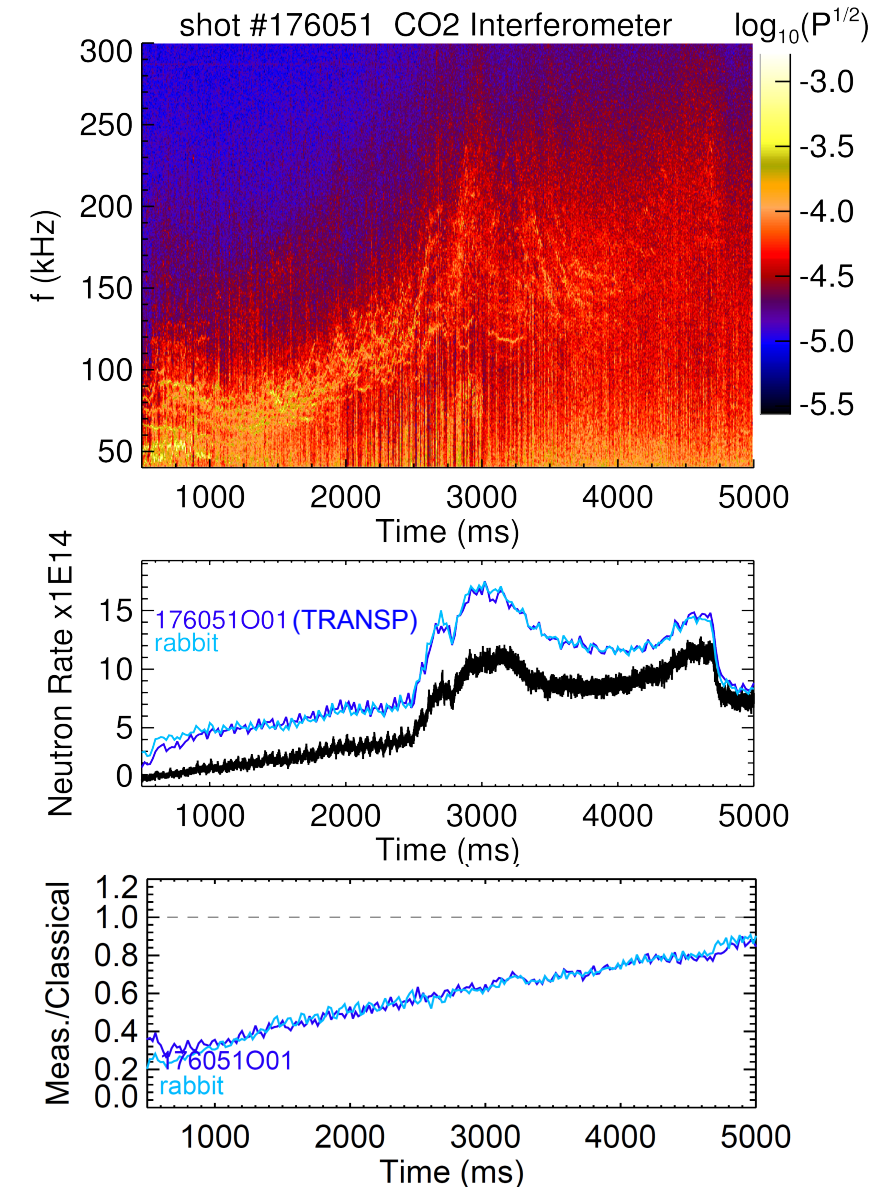 shot #176051 CO2 Interferometer
log₁₀(P^1/2)
f (kHz)
300
250
200
150
100
50
-3.0
-3.5
-4.0
-4.5
-5.0
-5.5
1000 2000 3000 4000 5000
Time (ms)
Neutron Rate x1E14
15
10
5
0
176051O01 (TRANSP)
rabbit
1000 2000 3000 4000 5000
Time (ms)
Meas./Classical
1.2
1.0
0.8
0.6
0.4
0.2
0.0
176051O01
rabbit
1000 2000 3000 4000 5000
Time (ms)